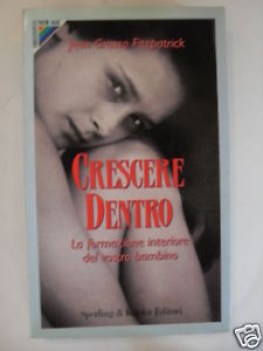 Jean Grasso Fitzpatrick
CRESCERE
DENTRO
La formazione interiore
del vostro bambino
Sperling & Kupfer Editori